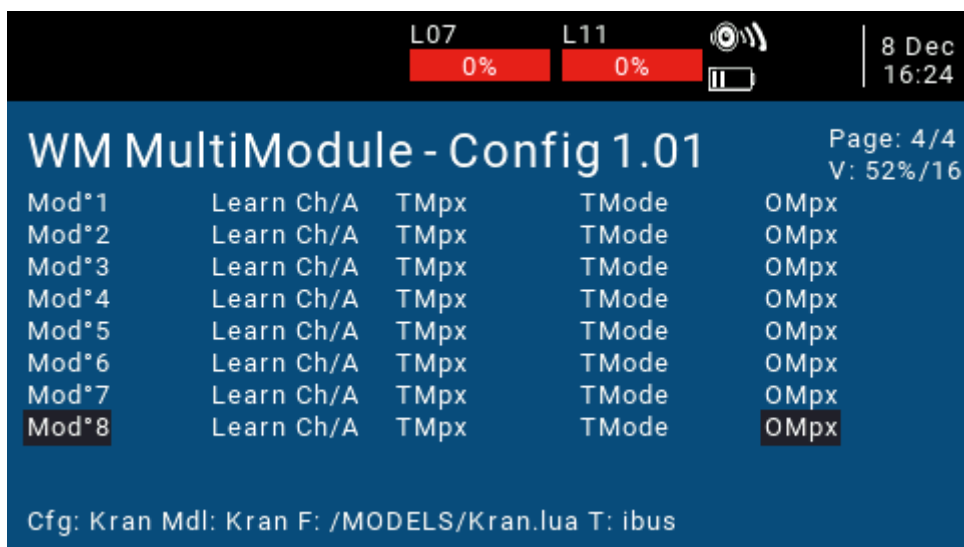 L07 L11 8 Dec
0% 0% 16:24
WM MultiModule - Config 1.01 Page: 4/4
V: 52%/16
Mod°1 Learn Ch/A TMpx TMode OMpx
Mod°2 Learn Ch/A TMpx TMode OMpx
Mod°3 Learn Ch/A TMpx TMode OMpx
Mod°4 Learn Ch/A TMpx TMode OMpx
Mod°5 Learn Ch/A TMpx TMode OMpx
Mod°6 Learn Ch/A TMpx TMode OMpx
Mod°7 Learn Ch/A TMpx TMode OMpx
Mod°8 Learn Ch/A TMpx TMode OMpx
Cfg: Kran Mdl: Kran F: /MODELS/Kran.lua T: ibus